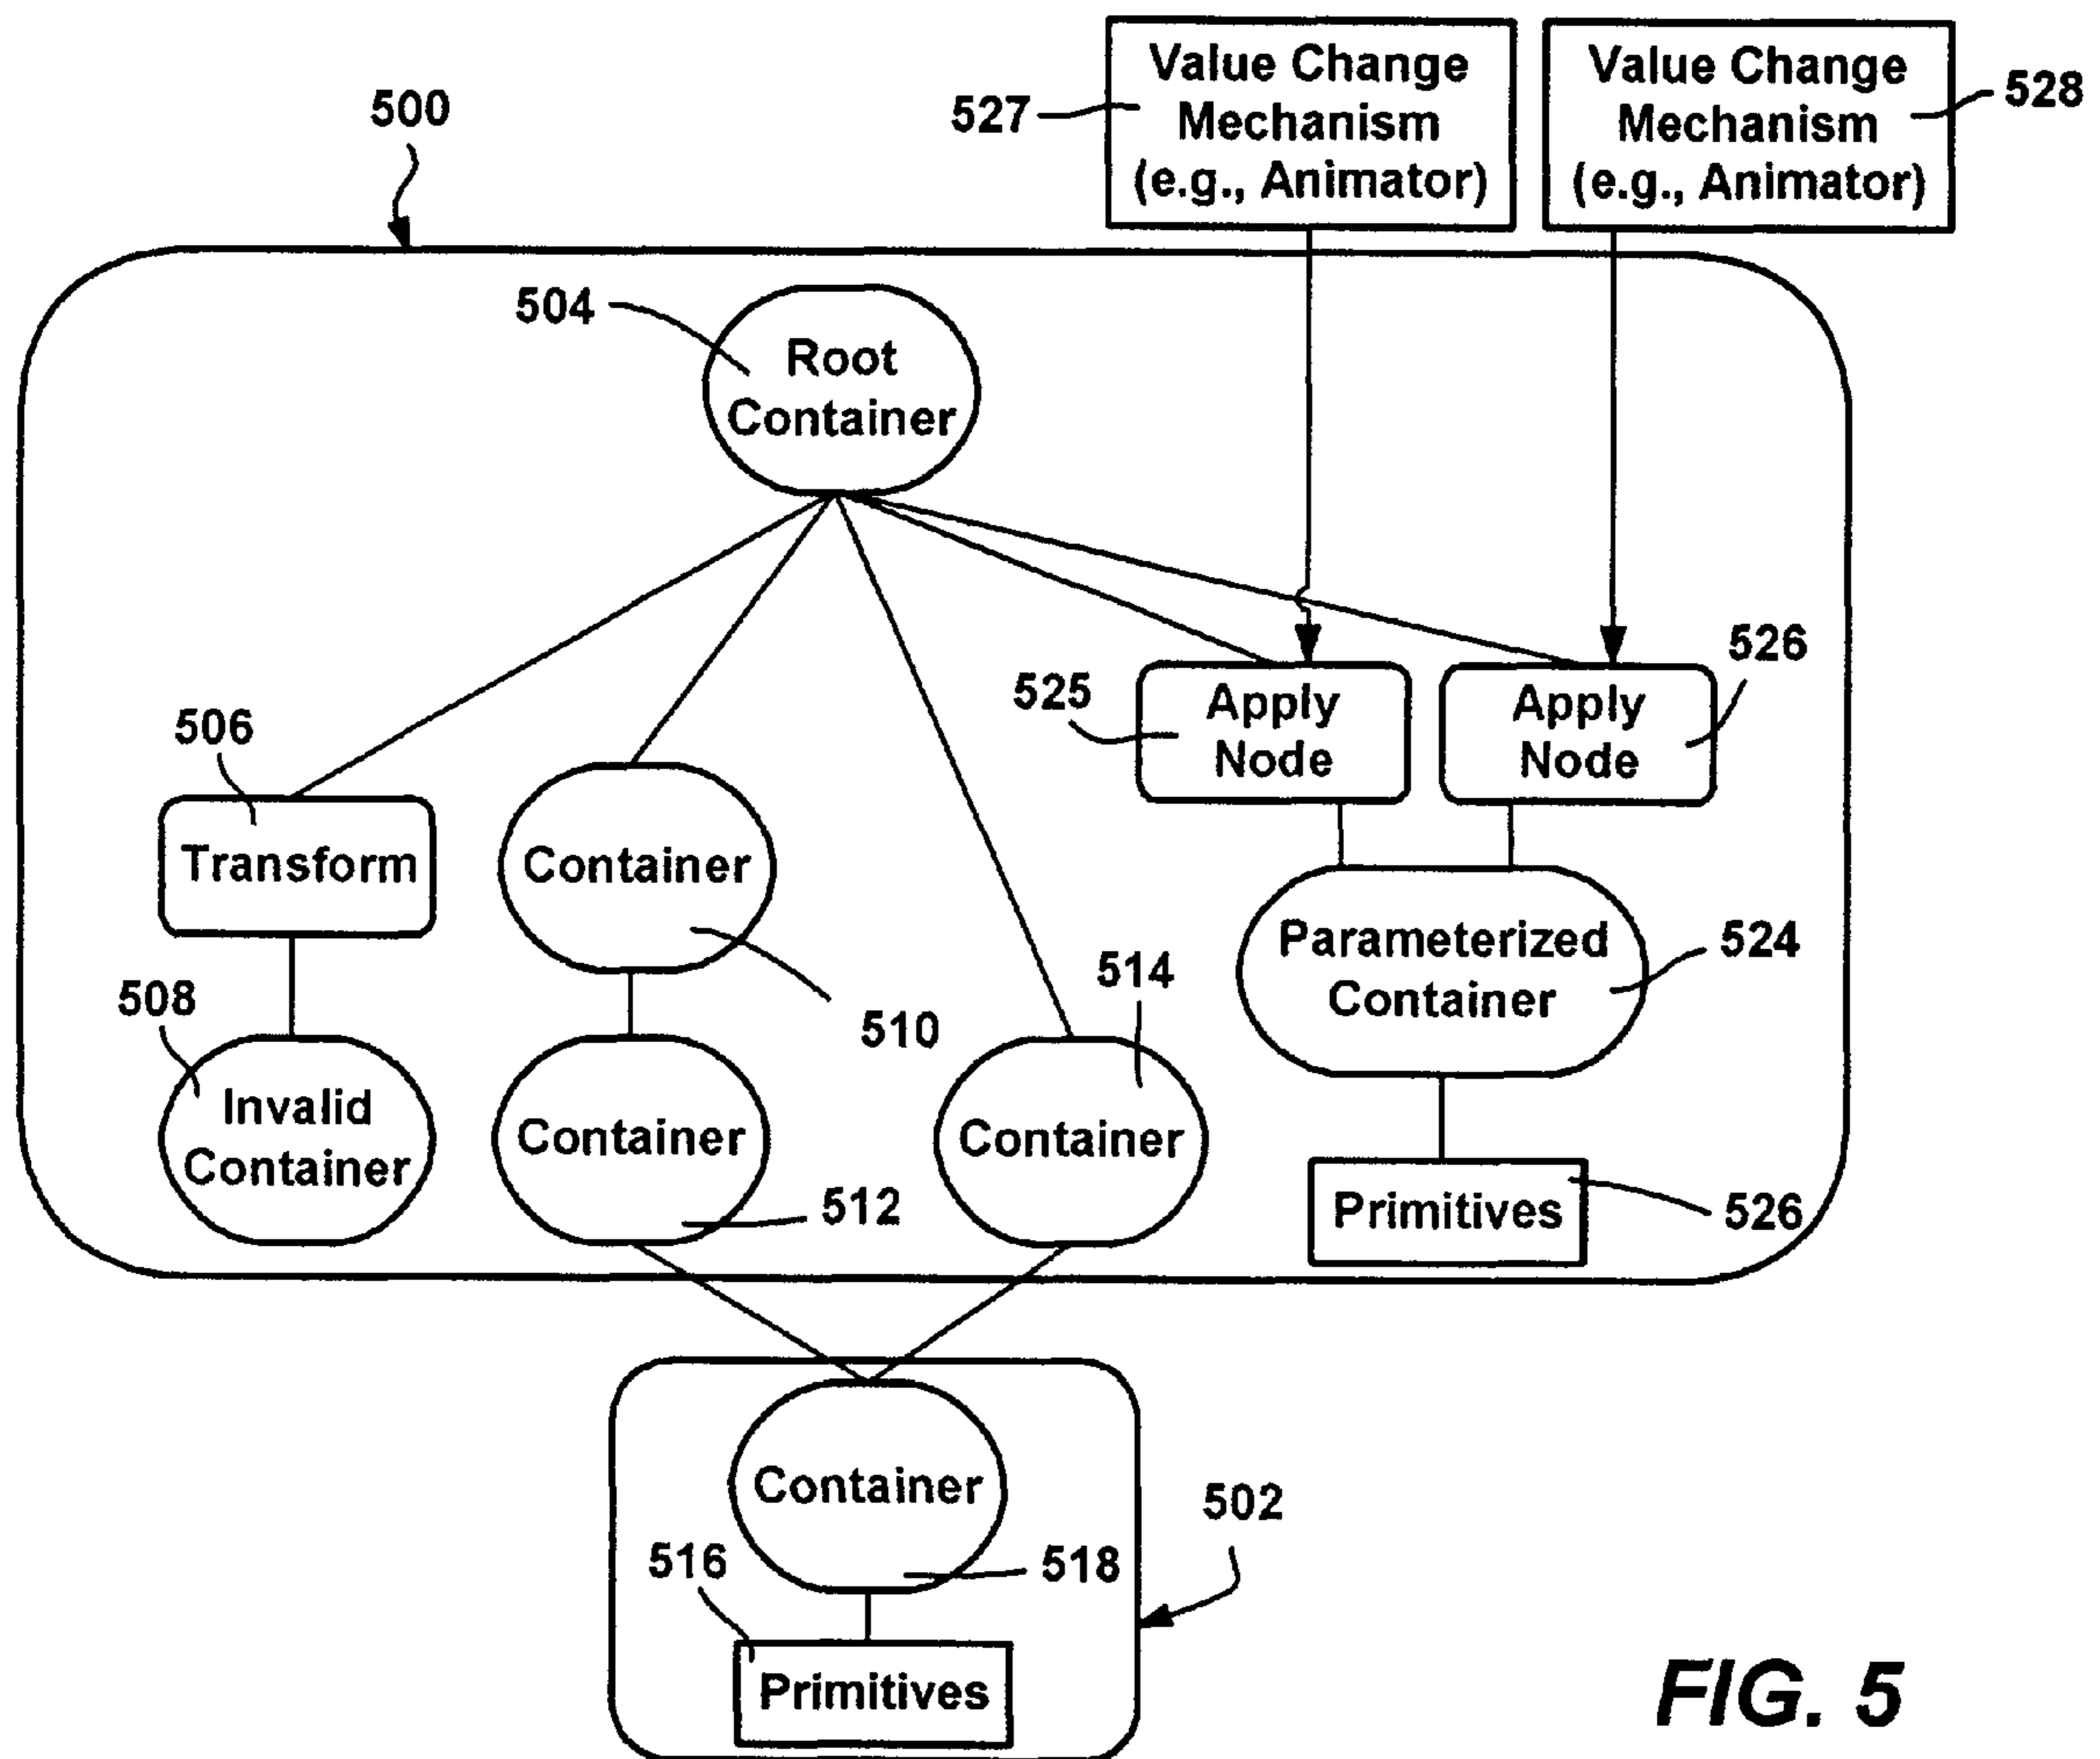 Value Change
Mechanism
(e.g., Animator)
527
Value Change
Mechanism
(e.g., Animator)
528
500
504
Root
Container
506
Transform
525
Apply
Node
526
Apply
Node
Container
510
508
Invalid
Container
Container
512
514
Container
Parameterized
Container
524
Primitives
526
Container
518
502
516
Primitives
FIG. 5